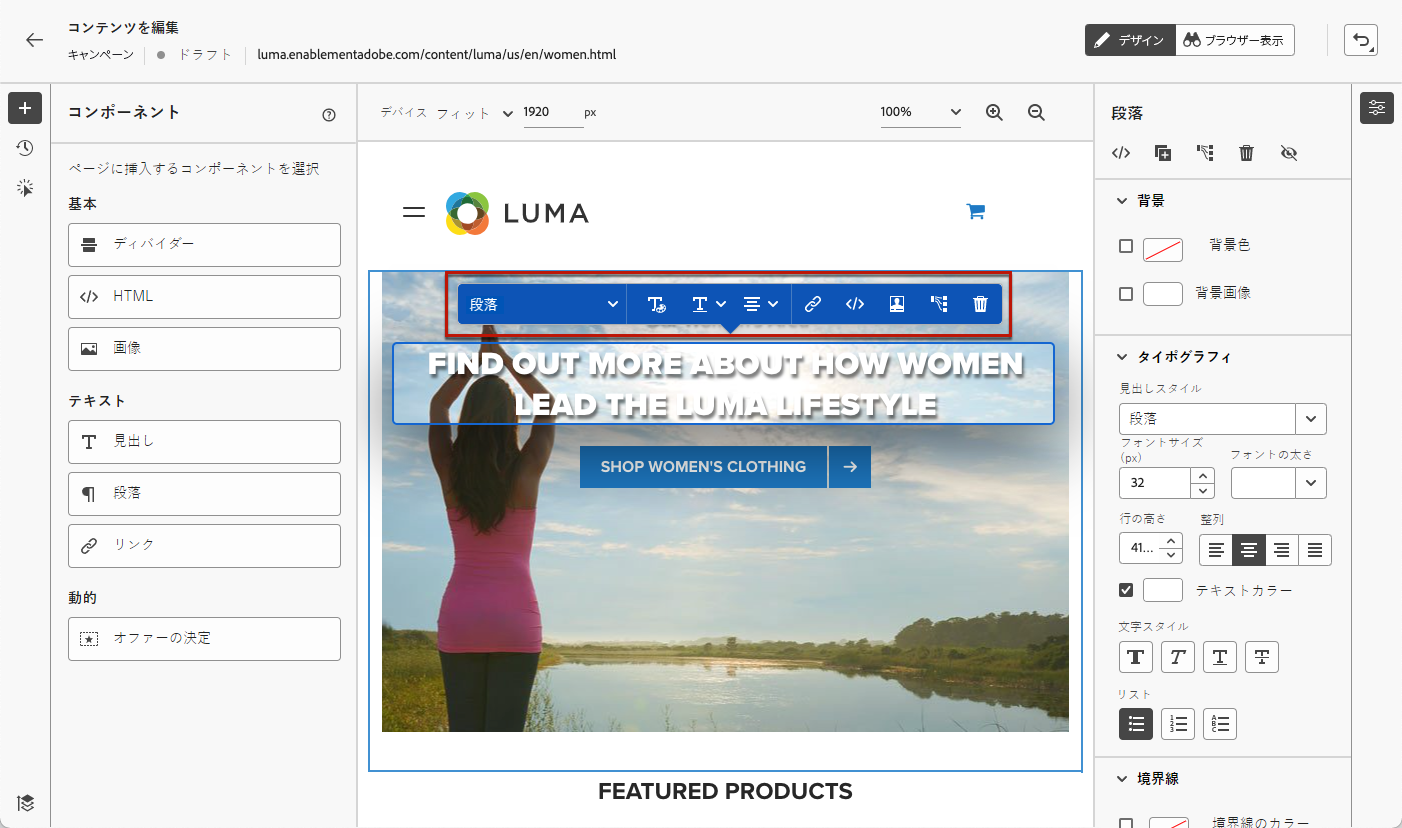 コンテンツを編集
キャンペーン ドラフト luma.enablementadobe.com/content/luma/us/en/women.html
デザイン ブラウザー表示
コンポーネント
ページに挿入するコンポーネントを選択
基本
ディバイダー
HTML
画像
テキスト
見出し
段落
リンク
動的
オファーの決定
デバイス フィット 1920 px 100%
LUMA
段落
FIND OUT MORE ABOUT HOW WOMEN
LEAD THE LUMA LIFESTYLE
SHOP WOMEN'S CLOTHING
FEATURED PRODUCTS
段落
背景
背景色
背景画像
タイポグラフィ
見出しスタイル
段落
フォントサイズ
(px)
フォントの太さ
32
行の高さ 整列
41...
テキストカラー
文字スタイル
リスト
境界線
境界線のカラー